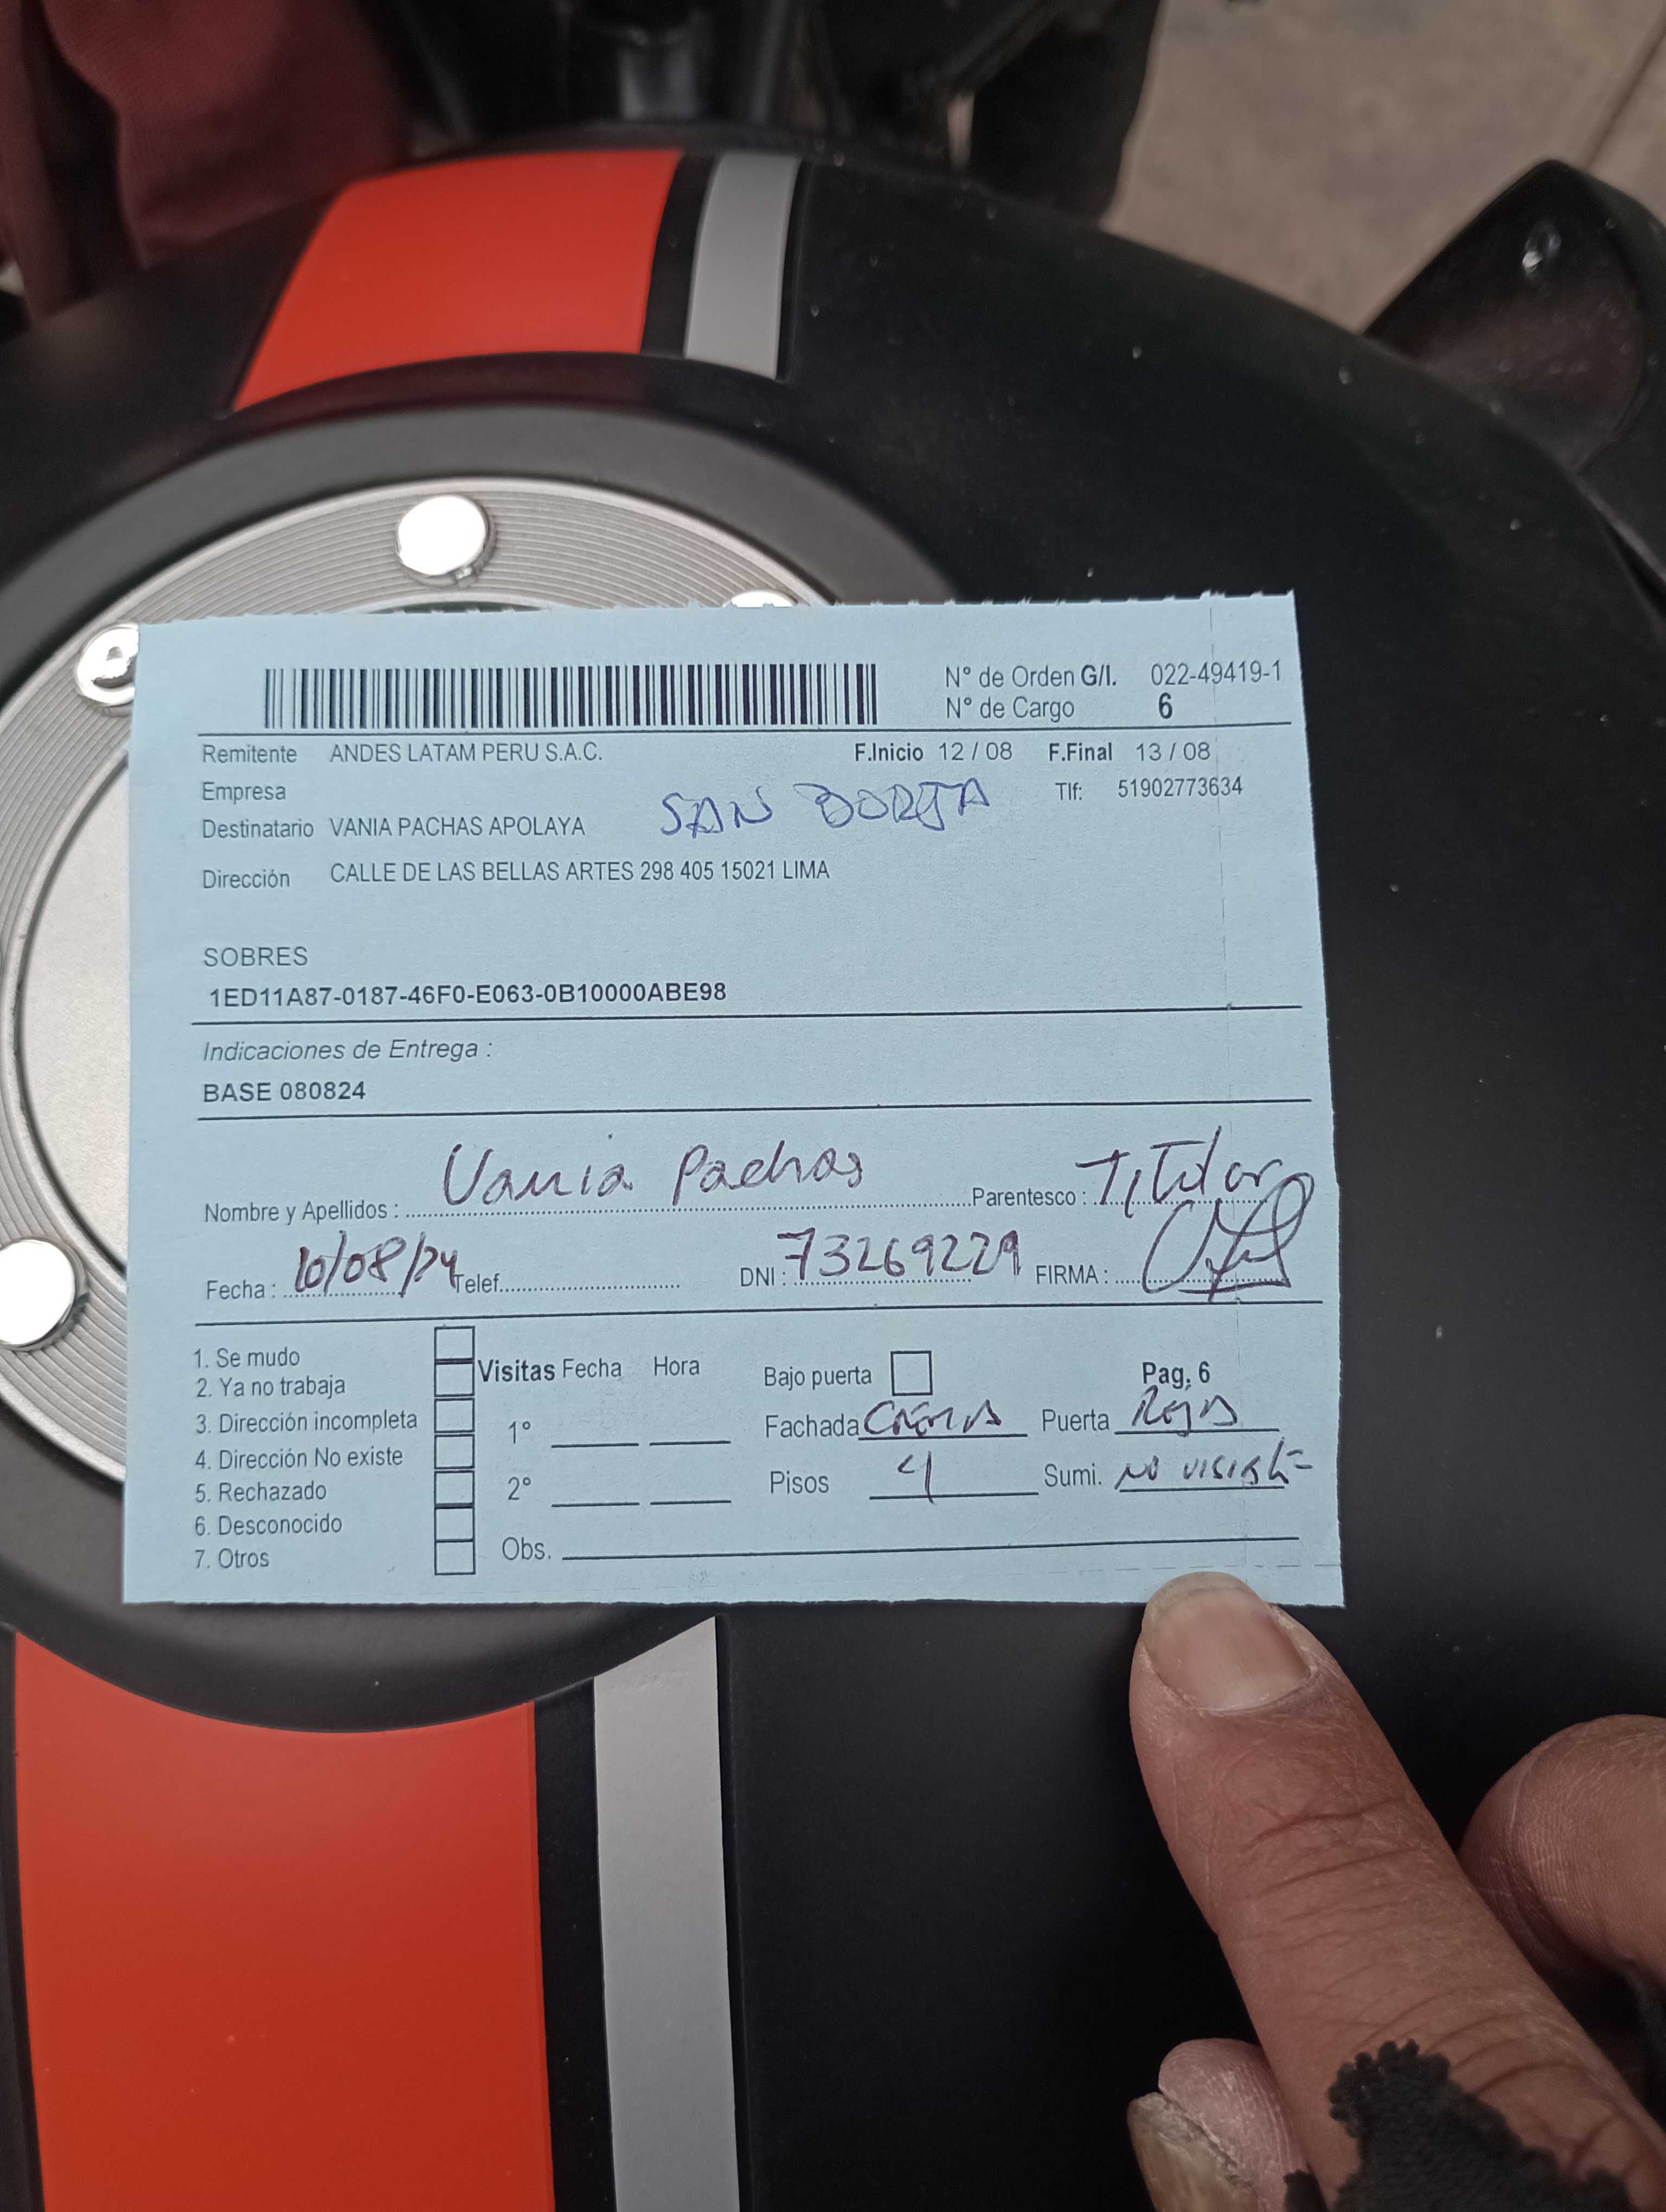 N° de Orden G/I. 022-49419-1
N° de Cargo 6
Remitente ANDES LATAM PERU S.A.C. F.Inicio 12 / 08 F.Final 13 / 08
Empresa Tlf: 51902773634
SAN BORJA
Destinatario VANIA PACHAS APOLAYA
Dirección CALLE DE LAS BELLAS ARTES 298 405 15021 LIMA
SOBRES
1ED11A87-0187-46F0-E063-0B10000ABE98
Indicaciones de Entrega :
BASE 080824
Nombre y Apellidos : Vania Pachas Parentesco : Titular
Fecha : 10/08/24 Telef. DNI : 73269229 FIRMA :
1. Se mudo
2. Ya no trabaja
3. Dirección incompleta
4. Dirección No existe
5. Rechazado
6. Desconocido
7. Otros
Visitas Fecha Hora
1°
2°
Obs.
Bajo puerta Pag. 6
Fachada CREMA Puerta ROJA
Pisos 4 Sumi. NO VISIBLE